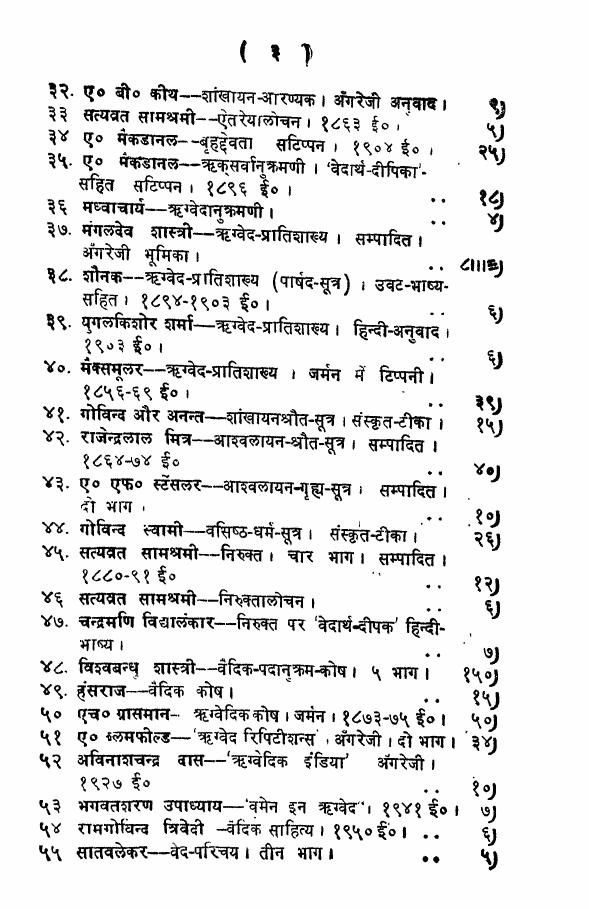 ( ३ )
३२. ए० बी० कीथ--शांखायन-आरण्यक। अँगरेजी अनुवाद। ९)
३३ सत्यव्रत सामश्रमी--ऐतरेयालोचन। १८६३ ई०। ५)
३४ ए० मंकडानल--बृहद्देवता सटिप्पन। १९०४ ई०। २५)
३५. ए० मंकडानल--ऋक्सर्वानुक्रमणी। 'वेदार्थ-दीपिका'-
सहित सटिप्पन। १८९६ ई०। .. १८)
३६ मध्वाचार्य--ऋग्वेदानुक्रमणी। .. ४)
३७. मंगलदेव शास्त्री--ऋग्वेद-प्रातिशाख्य। सम्पादित।
अँगरेजी भूमिका। .. ८॥।=)
३८. शौनक--ऋग्वेद-प्रातिशाख्य (पार्षद-सूत्र)। उवट-भाष्य-
सहित। १८९४-१९०३ ई०। .. ६)
३९. युगलकिशोर शर्मा--ऋग्वेद-प्रातिशाख्य। हिन्दी-अनुवाद।
१९०३ ई०। .. ६)
४०. मैक्समूलर--ऋग्वेद-प्रातिशाख्य। जर्मन में टिप्पनी।
१८५६-६९ ई०। .. ३९)
४१. गोविन्द और अनन्त--शांखायनश्रौत-सूत्र। संस्कृत-टीका। १५)
४२. राजेन्द्रलाल मित्र--आश्वलायन-श्रौत-सूत्र। सम्पादित।
१८६४-७४ ई० .. ४०)
४३. ए० एफ० स्टेंसलर--आश्वलायन-गृह्य-सूत्र। सम्पादित।
दो भाग। .. १०)
४४. गोविन्द स्वामी--वसिष्ठ-धर्म-सूत्र। संस्कृत-टीका। २६)
४५. सत्यव्रत सामश्रमी--निरुक्त। चार भाग। सम्पादित।
१८८०-९१ ई० .. १२)
४६ सत्यव्रत सामश्रमी--निरुक्तालोचन। .. ६)
४७. चन्द्रमणि विद्यालंकार--निरुक्त पर 'वेदार्थ-दीपक' हिन्दी-
भाष्य। .. ७)
४८. विश्वबन्धु शास्त्री--वैदिक-पदानुक्रम-कोष। ५ भाग। १५०)
४९. हंसराज--वैदिक कोष। .. १५)
५० एच० ग्रासमान- ऋग्वेदिक कोष। जर्मन। १८७३-७५ ई०। ५०)
५१ ए० ब्लमफील्ड--'ऋग्वेद रिपिटीशन्स'। अँगरेजी। दो भाग। ३४)
५२ अविनाशचन्द्र दास--'ऋग्वेदिक इंडिया' अँगरेजी।
१९२७ ई० .. १०)
५३ भगवतशरण उपाध्याय--'वुमेन इन ऋग्वेद'। १९४१ ई०। ७)
५४ रामगोविन्द त्रिवेदी -वैदिक साहित्य। १९५० ई०। .. ६)
५५ सातवलेकर--वेद-परिचय। तीन भाग। .. ५)